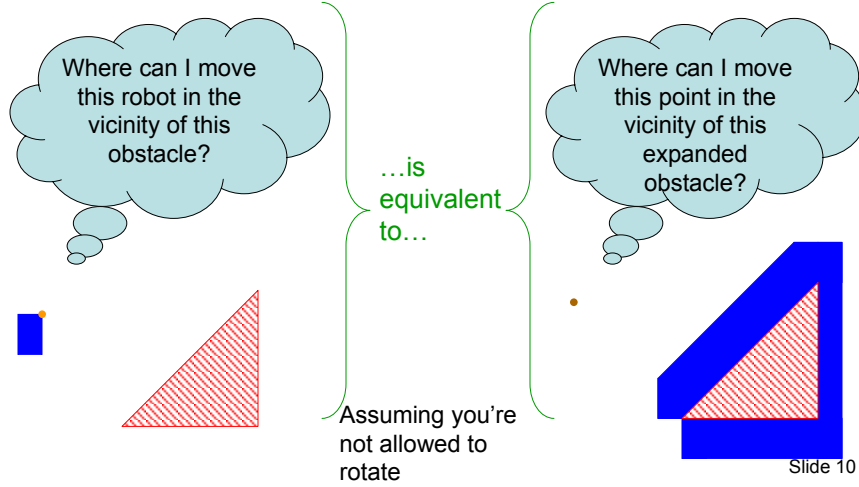 Where can I move
this robot in the
vicinity of this
obstacle?
…is
equivalent
to…
Where can I move
this point in the
vicinity of this
expanded
obstacle?
Assuming you're
not allowed to
rotate
Slide 10